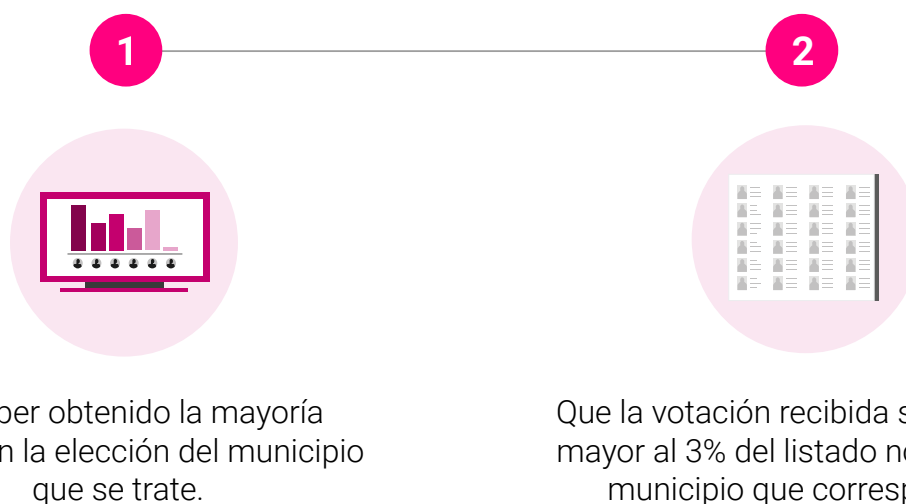 1
2
ber obtenido la mayoría
n la elección del municipio
que se trate.
Que la votación recibida s
mayor al 3% del listado no
municipio que corresp